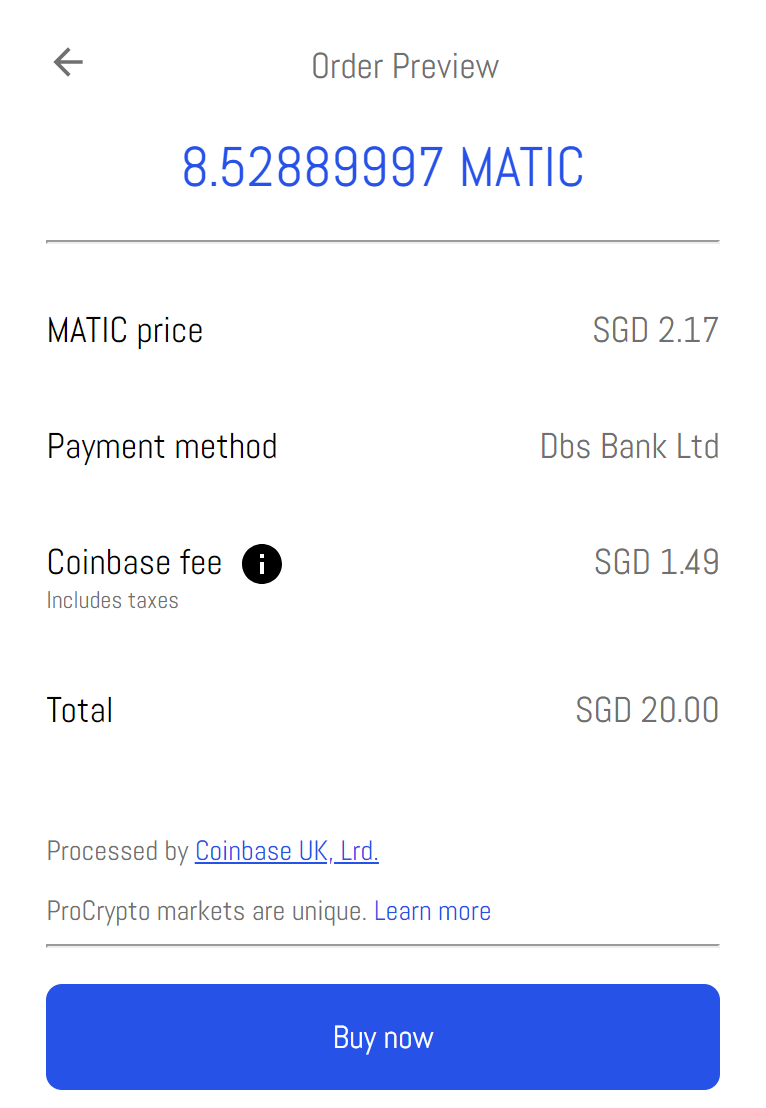 Order Preview
8.52889997 MATIC
MATIC price SGD 2.17
Payment method Dbs Bank Ltd
Coinbase fee SGD 1.49
Includes taxes
Total SGD 20.00
Processed by Coinbase UK, Lrd.
ProCrypto markets are unique. Learn more
Buy now